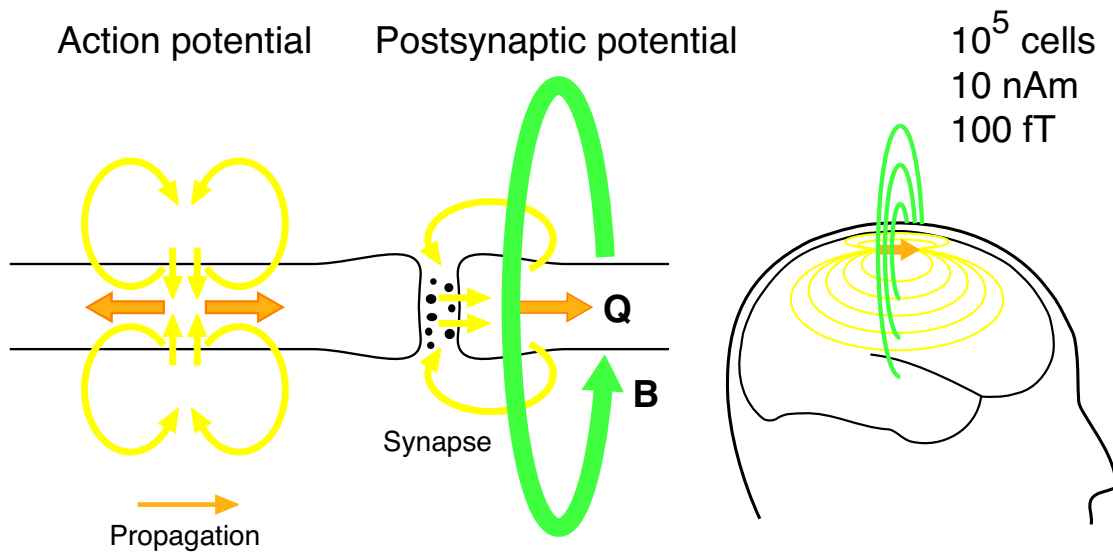 Action potential
Postsynaptic potential
10⁵ cells
10 nAm
100 fT
Q
B
Synapse
Propagation